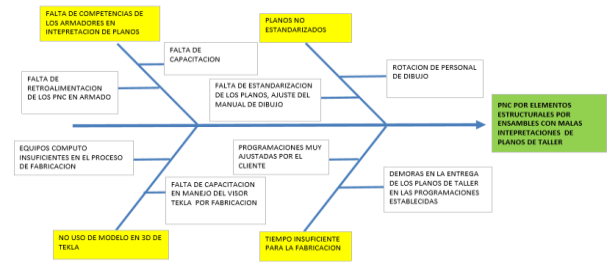 FALTA DE COMPETENCIAS DE
LOS ARMADORES EN
INTEPRETACION DE PLANOS
PLANOS NO
ESTANDARIZADOS
FALTA DE
CAPACITACION
ROTACION DE PERSONAL
DE DIBUJO
FALTA DE
RETROALIMENTACION
DE LOS PNC EN ARMADO
FALTA DE ESTANDARIZACION
DE LOS PLANOS, AJUSTE DEL
MANUAL DE DIBUJO
PNC POR ELEMENTOS
ESTRUCTURALES POR
ENSAMBLES CON MALAS
INTEPRETACIONES DE
PLANOS DE TALLER
EQUIPOS COMPUTO
INSUFICIENTES EN EL PROCESO
DE FABRICACION
PROGRAMACIONES MUY
AJUSTADAS POR EL
CLIENTE
FALTA DE CAPACITACION
EN MANEJO DEL VISOR
TEKLA POR FABRICACION
DEMORAS EN LA ENTREGA
DE LOS PLANOS DE TALLER
EN LAS PROGRAMACIONES
ESTABLECIDAS
NO USO DE MODELO EN 3D DE
TEKLA
TIEMPO INSUFICIENTE
PARA LA FABRICACION